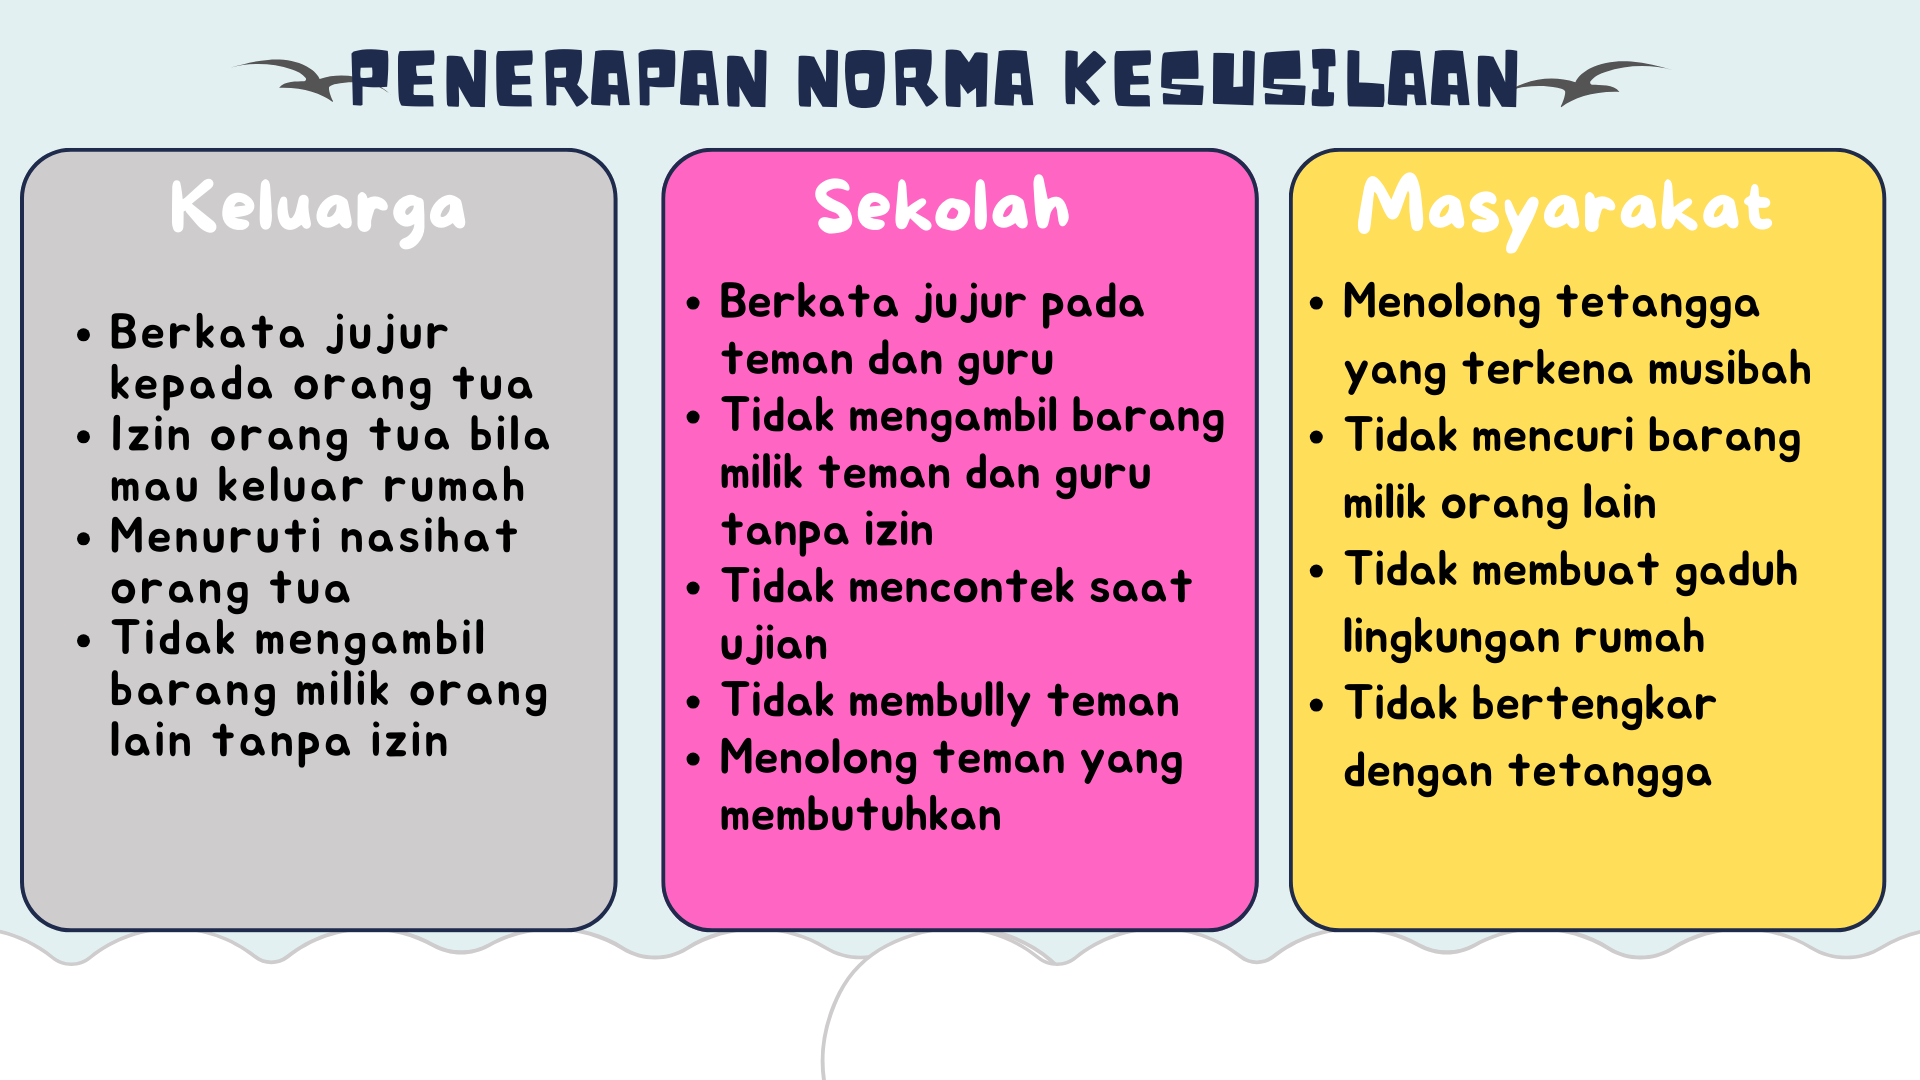 PENERAPAN NORMA KESUSILAAN
Keluarga
• Berkata jujur
kepada orang tua
• Izin orang tua bila
mau keluar rumah
• Menuruti nasihat
orang tua
• Tidak mengambil
barang milik orang
lain tanpa izin
Sekolah
• Berkata jujur pada
teman dan guru
• Tidak mengambil barang
milik teman dan guru
tanpa izin
• Tidak mencontek saat
ujian
• Tidak membully teman
• Menolong teman yang
membutuhkan
Masyarakat
• Menolong tetangga
yang terkena musibah
• Tidak mencuri barang
milik orang lain
• Tidak membuat gaduh
lingkungan rumah
• Tidak bertengkar
dengan tetangga